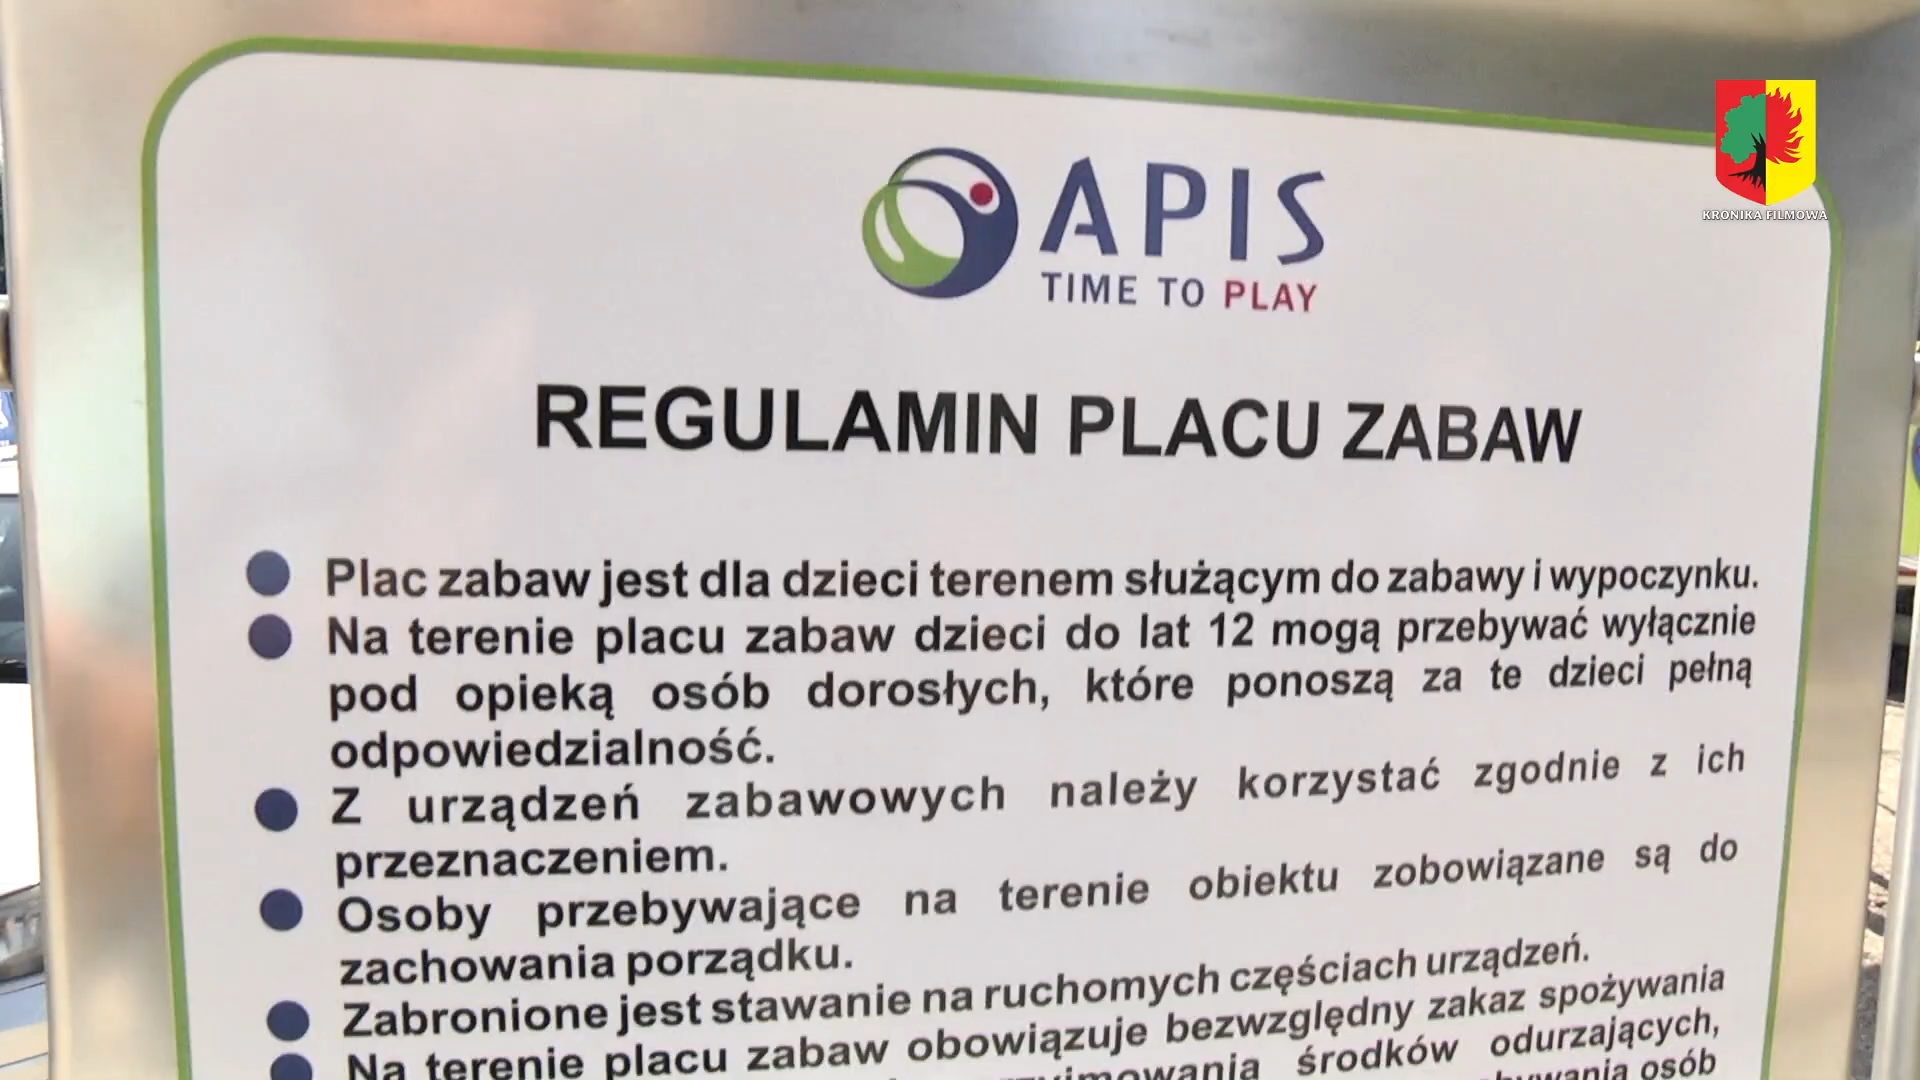 APIS
TIME TO PLAY
KRONIKA FILMOWA
REGULAMIN PLACU ZABAW
Plac zabaw jest dla dzieci terenem służącym do zabawy i wypoczynku.
Na terenie placu zabaw dzieci do lat 12 mogą przebywać wyłącznie
pod opieką osób dorosłych, które ponoszą za te dzieci pełną
odpowiedzialność.
Z urządzeń zabawowych należy korzystać zgodnie z ich
przeznaczeniem.
Osoby przebywające na terenie obiektu zobowiązane są do
zachowania porządku.
Zabronione jest stawanie na ruchomych częściach urządzeń.
Na terenie placu zabaw obowiązuje bezwzględny zakaz spożywania
środków odurzających,
osób